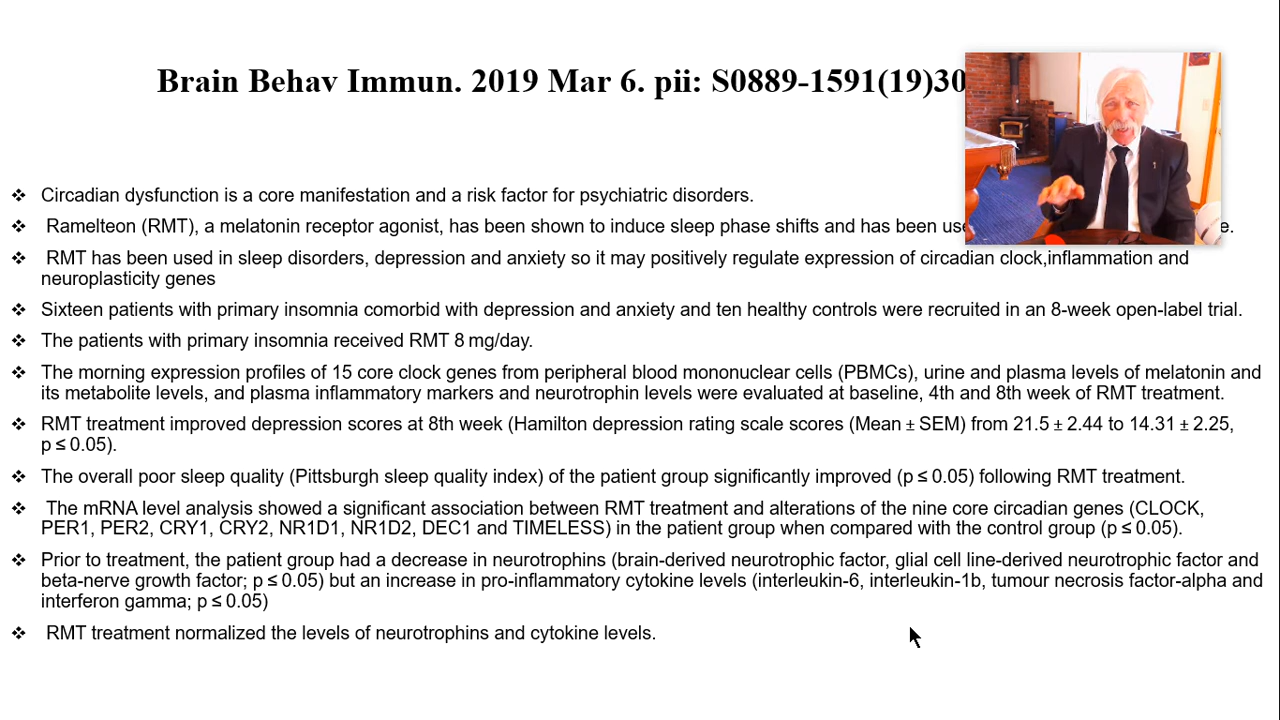 Brain Behav Immun. 2019 Mar 6. pii: S0889-1591(19)30
❖ Circadian dysfunction is a core manifestation and a risk factor for psychiatric disorders.
❖ Ramelteon (RMT), a melatonin receptor agonist, has been shown to induce sleep phase shifts and has been
❖ RMT has been used in sleep disorders, depression and anxiety so it may positively regulate expression of circadian clock,inflammation and
neuroplasticity genes
❖ Sixteen patients with primary insomnia comorbid with depression and anxiety and ten healthy controls were recruited in an 8-week open-label trial.
❖ The patients with primary insomnia received RMT 8 mg/day.
❖ The morning expression profiles of 15 core clock genes from peripheral blood mononuclear cells (PBMCs), urine and plasma levels of melatonin and
its metabolite levels, and plasma inflammatory markers and neurotrophin levels were evaluated at baseline, 4th and 8th week of RMT treatment.
❖ RMT treatment improved depression scores at 8th week (Hamilton depression rating scale scores (Mean ± SEM) from 21.5 ± 2.44 to 14.31 ± 2.25,
p ≤ 0.05).
❖ The overall poor sleep quality (Pittsburgh sleep quality index) of the patient group significantly improved (p ≤ 0.05) following RMT treatment.
❖ The mRNA level analysis showed a significant association between RMT treatment and alterations of the nine core circadian genes (CLOCK,
PER1, PER2, CRY1, CRY2, NR1D1, NR1D2, DEC1 and TIMELESS) in the patient group when compared with the control group (p ≤ 0.05).
❖ Prior to treatment, the patient group had a decrease in neurotrophins (brain-derived neurotrophic factor, glial cell line-derived neurotrophic factor and
beta-nerve growth factor; p ≤ 0.05) but an increase in pro-inflammatory cytokine levels (interleukin-6, interleukin-1b, tumour necrosis factor-alpha and
interferon gamma; p ≤ 0.05)
❖ RMT treatment normalized the levels of neurotrophins and cytokine levels.